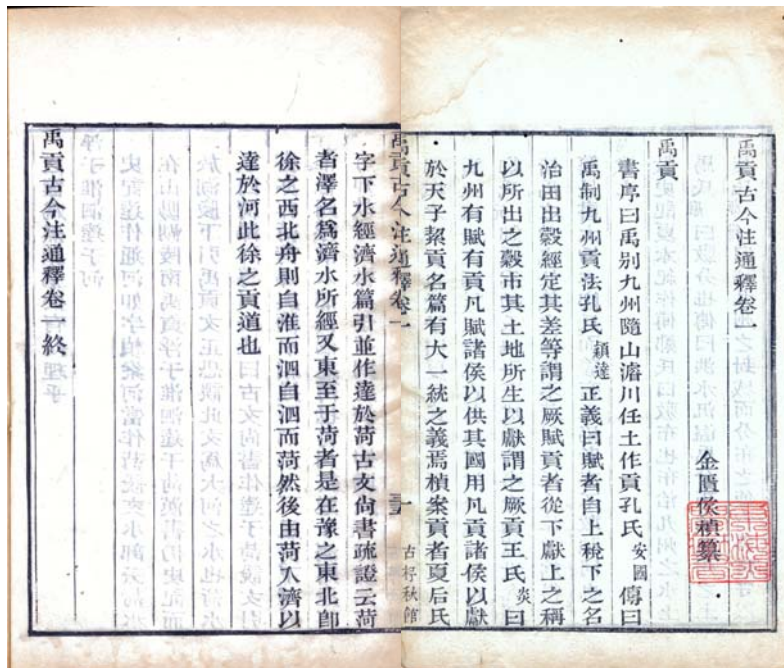 禹貢古今注通釋卷一
金匱侯楨纂
禹貢
書序曰禹别九州隨山濬川任土作貢孔氏安國傳曰
禹制九州貢法孔氏穎達正義曰賦者自上稅下之名
治田出穀經定其差等謂之厥賦貢者從下獻上之稱
以所出之穀市其土地所生以獻謂之厥貢王氏炎曰
九州有賦有貢凡賦諸侯以供其國用凡貢諸侯以獻
於天子挈貢名篇有大一統之義焉楨案貢者夏后氏
古杼秋館
禹貢古今注通釋卷一
字下水經濟水篇引並作達於菏古文尚書疏證云菏
者澤名爲濟水所經又東至于菏者是在豫之東北卽
徐之西北舟則自淮而泗自泗而菏然後由菏入濟以
達於河此徐之貢道也
禹貢古今注通釋卷一終